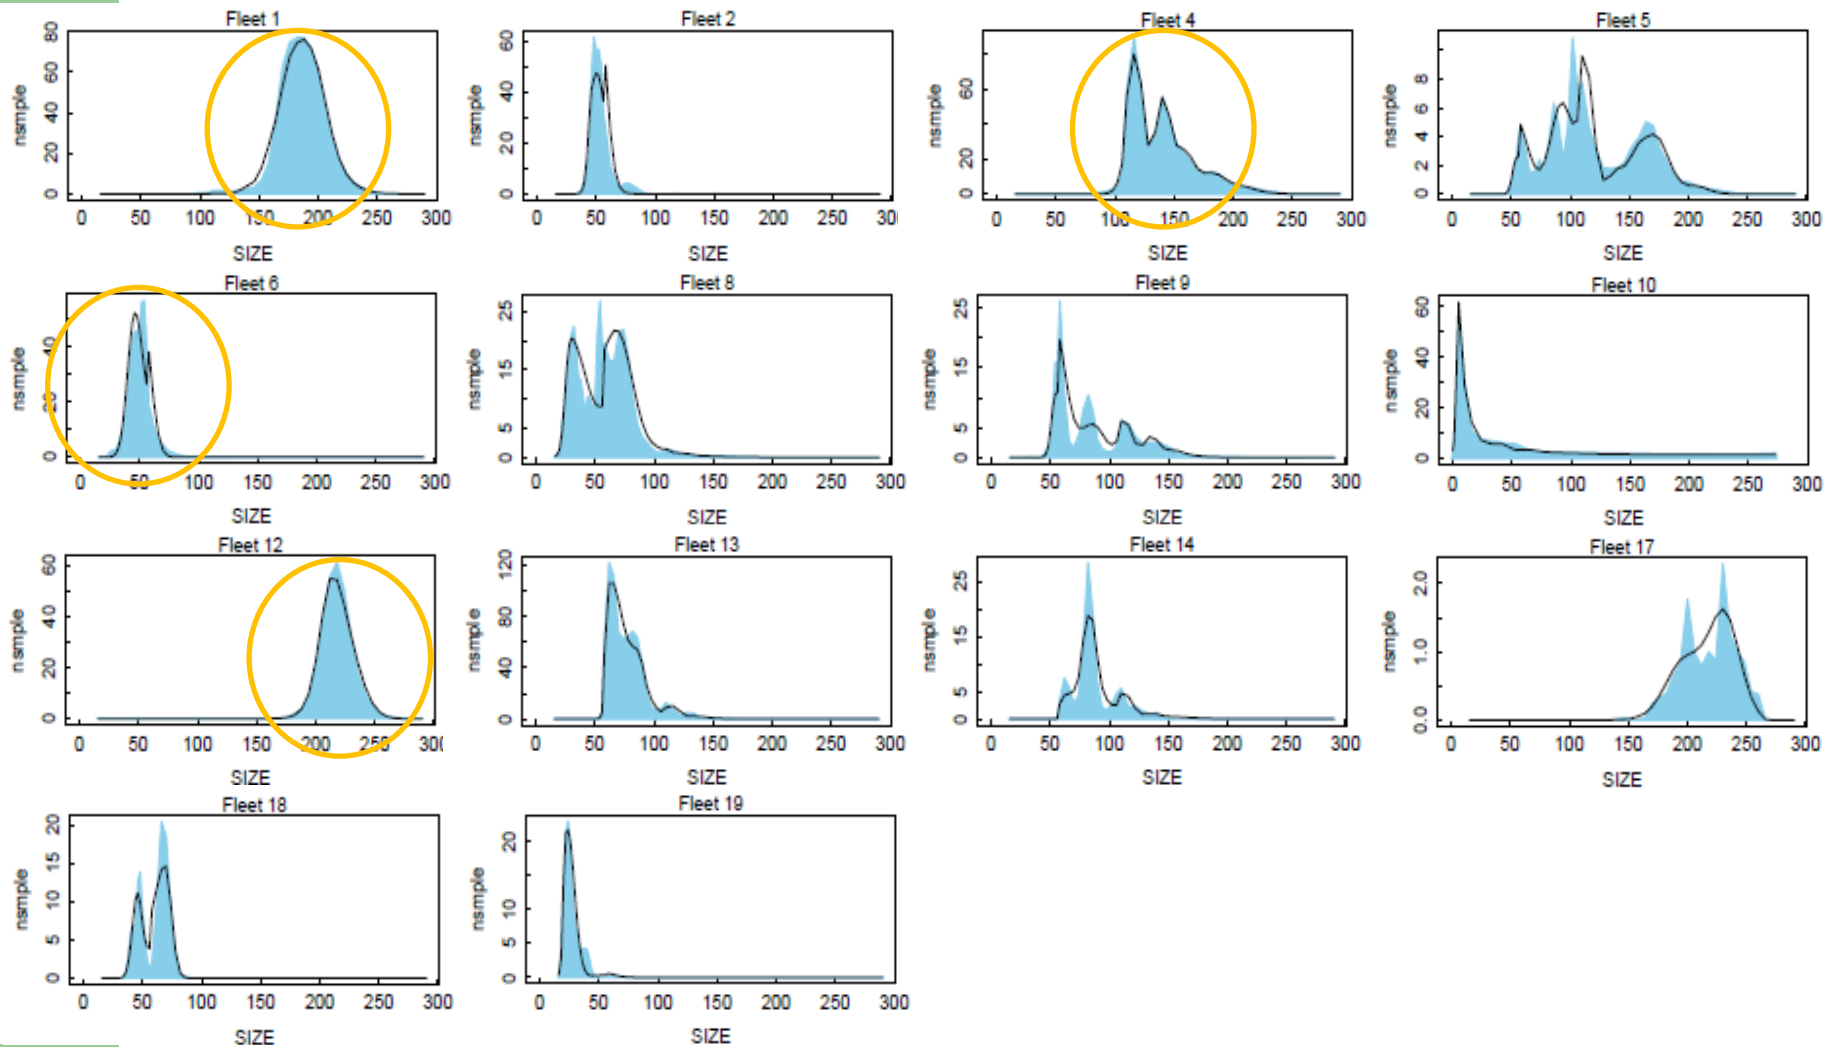 Fleet 1
nsmple
0 20 40 60 80
0 50 100 150 200 250 300
SIZE
Fleet 2
nsmple
0 20 40 60
0 50 100 150 200 250 300
SIZE
Fleet 4
nsmple
0 20 60
0 50 100 150 200 250 300
SIZE
Fleet 5
nsmple
0 2 4 6 8
0 50 100 150 200 250 300
SIZE
Fleet 6
nsmple
0 20 40
0 50 100 150 200 250 300
SIZE
Fleet 8
nsmple
0 5 15 25
0 50 100 150 200 250 300
SIZE
Fleet 9
nsmple
0 5 15 25
0 50 100 150 200 250 300
SIZE
Fleet 10
nsmple
0 20 40 60
0 50 100 150 200 250 300
SIZE
Fleet 12
nsmple
0 20 40 60
0 50 100 150 200 250 300
SIZE
Fleet 13
nsmple
0 40 80 120
0 50 100 150 200 250 300
SIZE
Fleet 14
nsmple
0 5 15 25
0 50 100 150 200 250 300
SIZE
Fleet 17
nsmple
0.0 1.0 2.0
0 50 100 150 200 250 300
SIZE
Fleet 18
nsmple
0 5 10 15 20
0 50 100 150 200 250 300
SIZE
Fleet 19
nsmple
0 5 10 20
0 50 100 150 200 250 300
SIZE